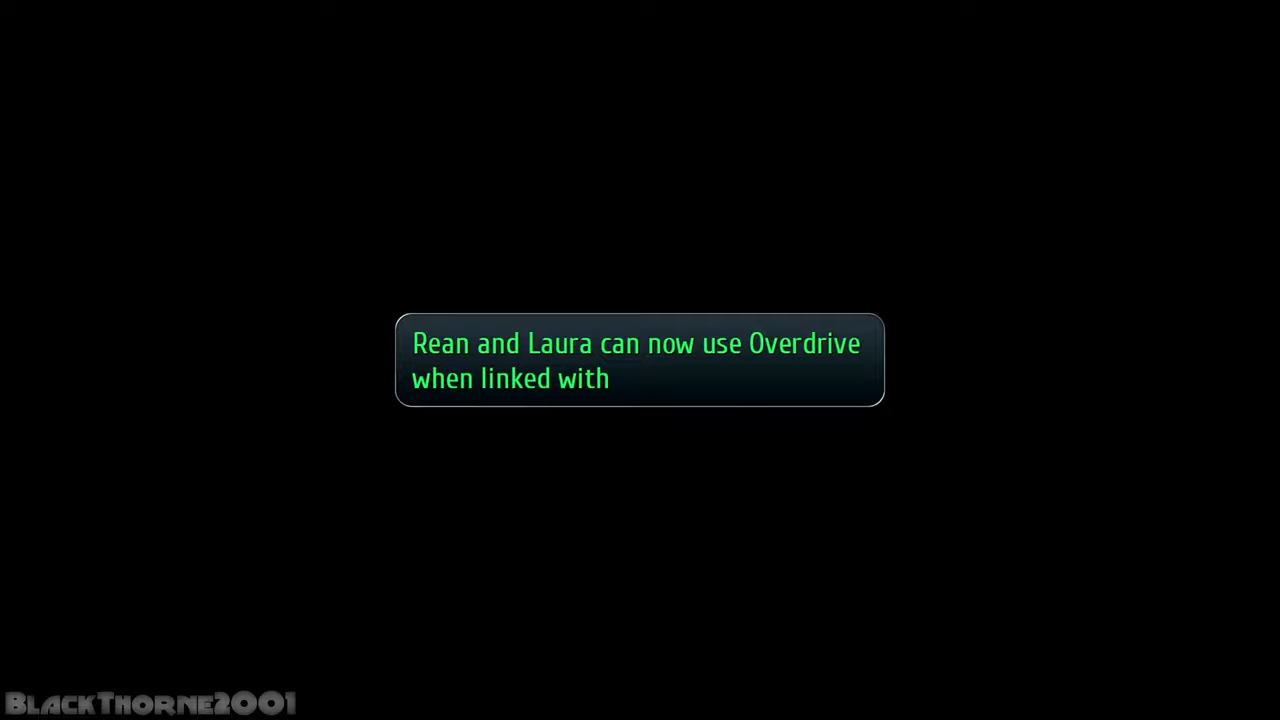 Rean and Laura can now use Overdrive
when linked with
BlackThorne2001